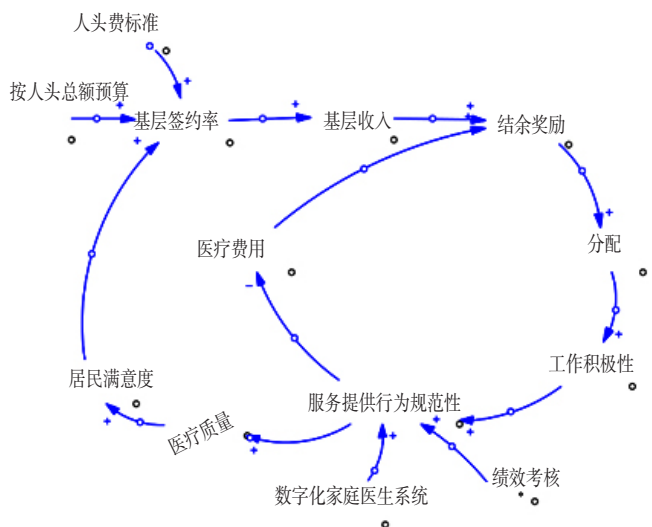 人头费标准
按人头总额预算
基层签约率
基层收入
结余奖励
医疗费用
分配
居民满意度
工作积极性
服务提供行为规范性
医疗质量
绩效考核
数字化家庭医生系统